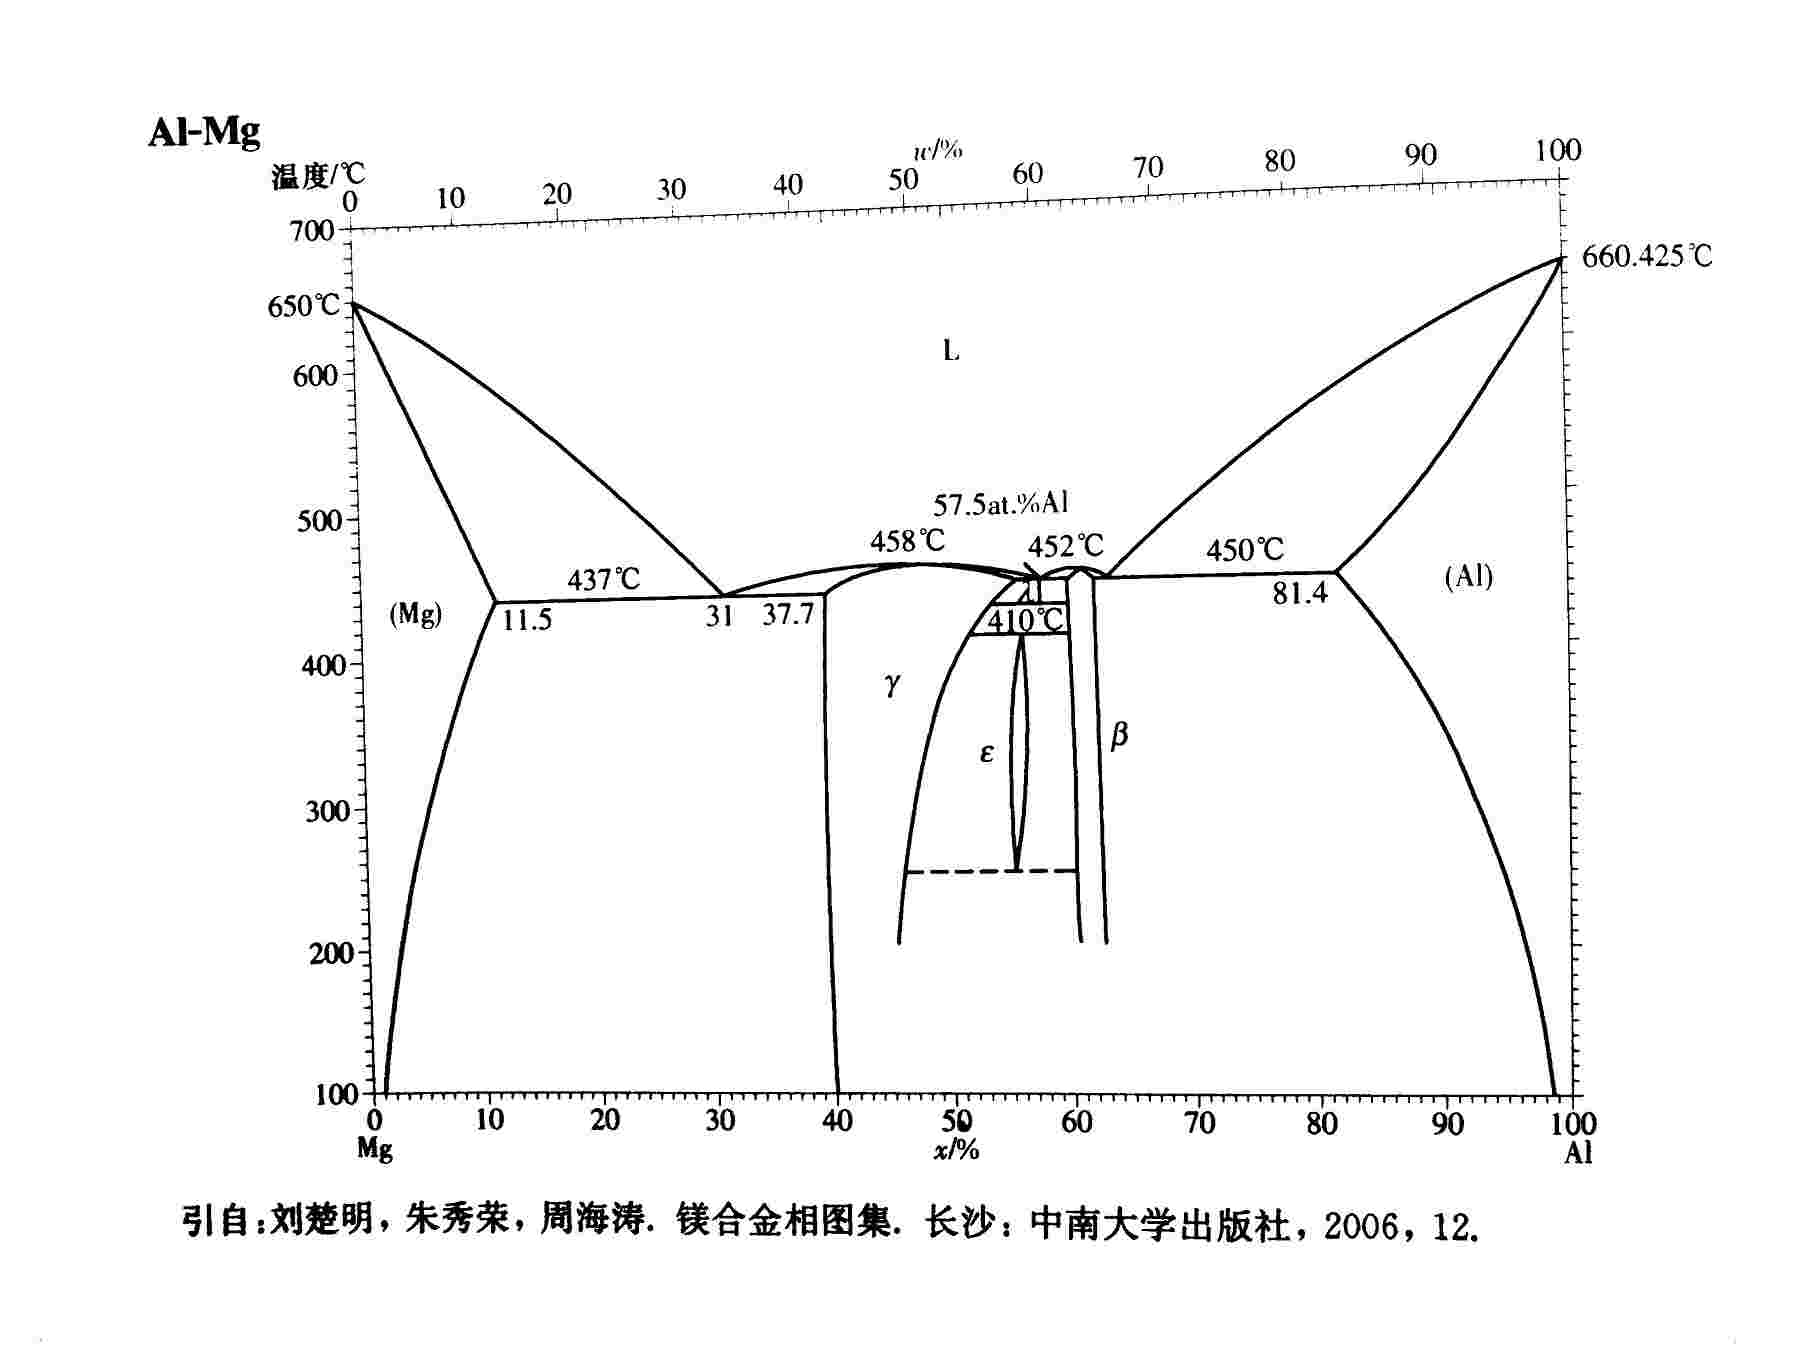 Al-Mg
w/%
温度/℃
0 10 20 30 40 50 60 70 80 90 100
700
660.425℃
650℃
L
600
57.5at.%Al
500
458℃ 452℃ 450℃
437℃
(Mg) 11.5 31 37.7 410℃ 81.4 (Al)
400
γ
ε β
300
200
100
0 10 20 30 40 50 60 70 80 90 100
Mg x/% Al
引自:刘楚明,朱秀荣,周海涛. 镁合金相图集. 长沙: 中南大学出版社, 2006, 12.